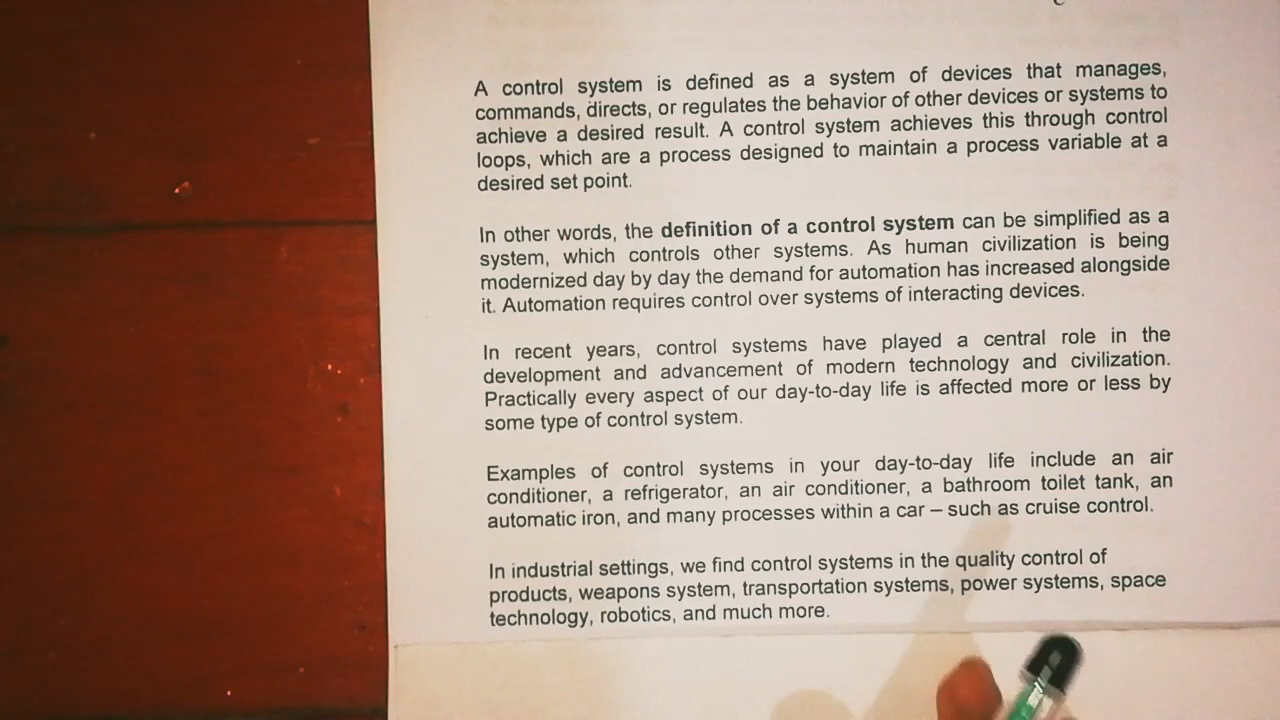 A control system is defined as a system of devices that manages,
commands, directs, or regulates the behavior of other devices or systems to
achieve a desired result. A control system achieves this through control
loops, which are a process designed to maintain a process variable at a
desired set point.
In other words, the definition of a control system can be simplified as a
system, which controls other systems. As human civilization is being
modernized day by day the demand for automation has increased alongside
it. Automation requires control over systems of interacting devices.
In recent years, control systems have played a central role in the
development and advancement of modern technology and civilization.
Practically every aspect of our day-to-day life is affected more or less by
some type of control system.
Examples of control systems in your day-to-day life include an air
conditioner, a refrigerator, an air conditioner, a bathroom toilet tank, an
automatic iron, and many processes within a car – such as cruise control.
In industrial settings, we find control systems in the quality control of
products, weapons system, transportation systems, power systems, space
technology, robotics, and much more.